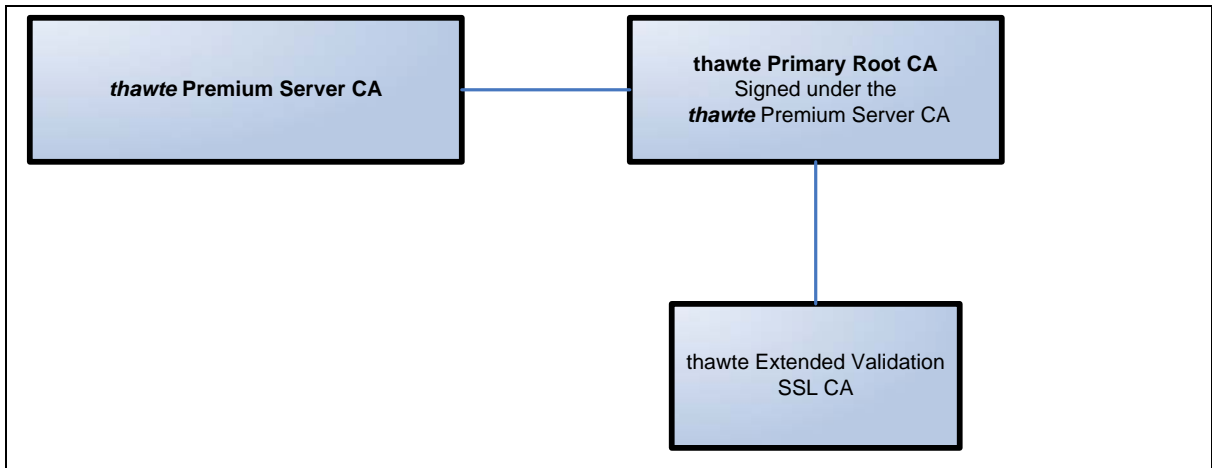 thawte Premium Server CA
thawte Primary Root CA
Signed under the
thawte Premium Server CA
thawte Extended Validation
SSL CA